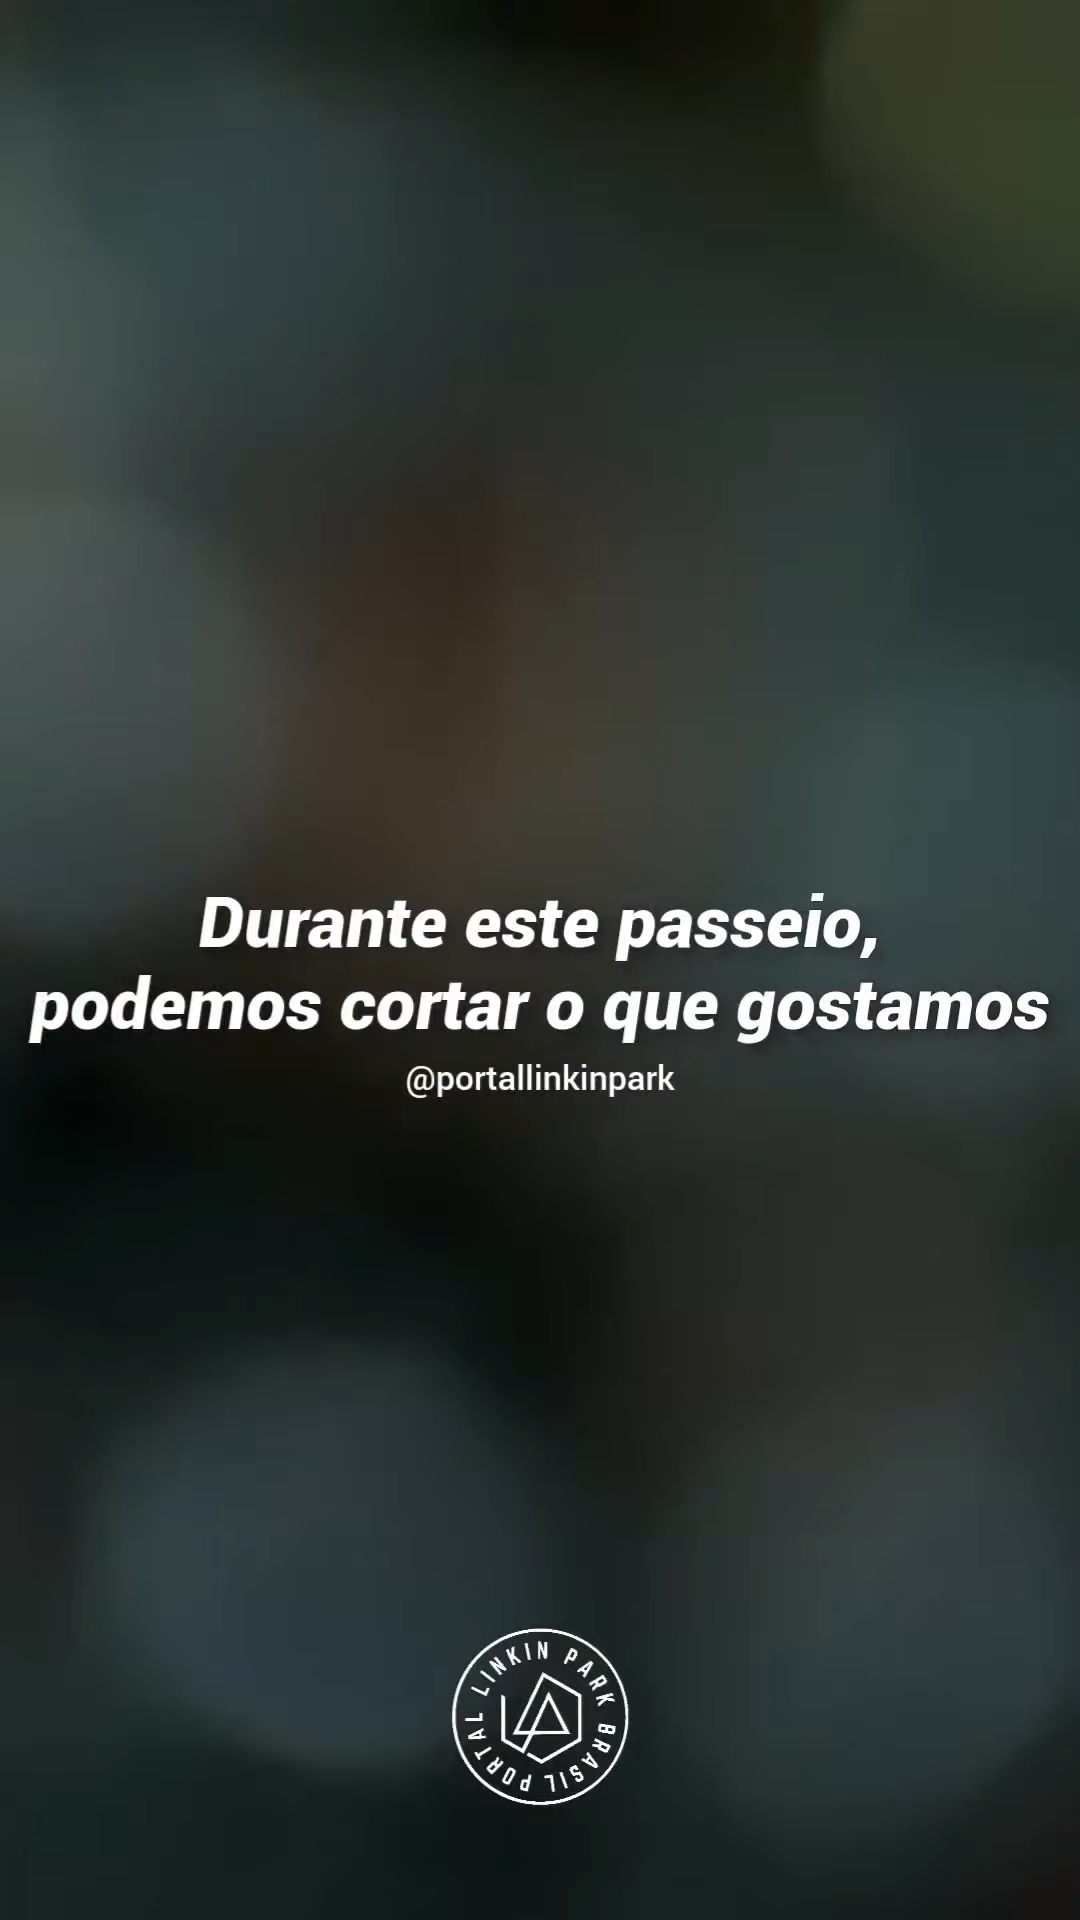 Durante este passeio,
podemos cortar o que gostamos
@portallinkinpark
PORTAL LINKIN PARK BRASIL